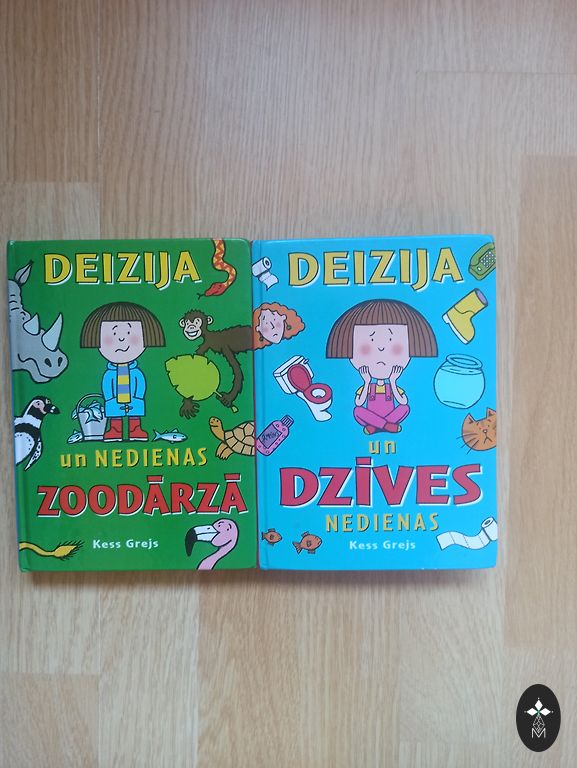 DEIZIJA
un NEDIENAS
ZOODĀRZĀ
Kess Grejs
DEIZIJA
un
DZĪVES
NEDIENAS
Kess Grejs